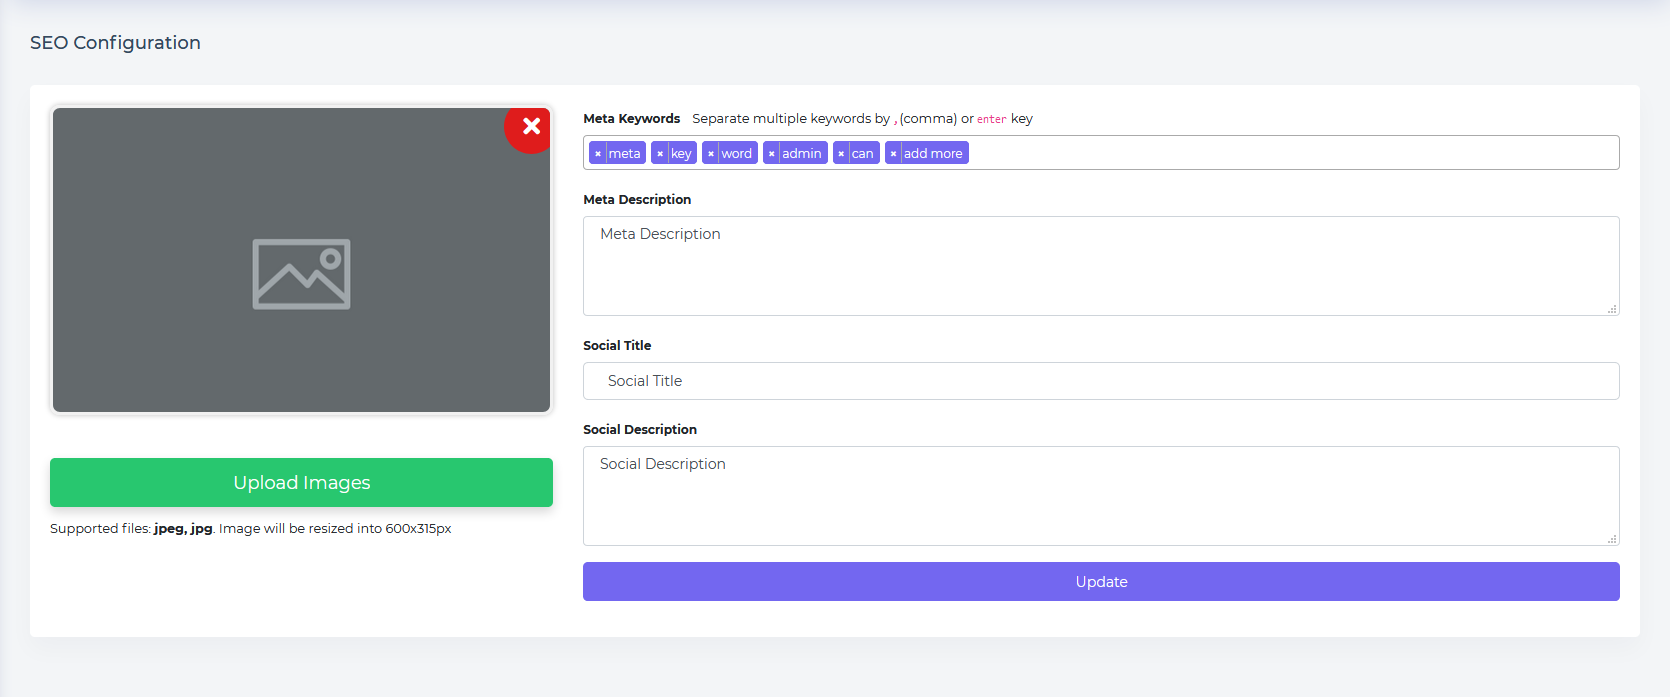 SEO Configuration
Upload Images
Supported files: jpeg, jpg. Image will be resized into 600x315px
Meta Keywords Separate multiple keywords by ,(comma) or enter key
× meta × key × word × admin × can × add more
Meta Description
Meta Description
Social Title
Social Title
Social Description
Social Description
Update